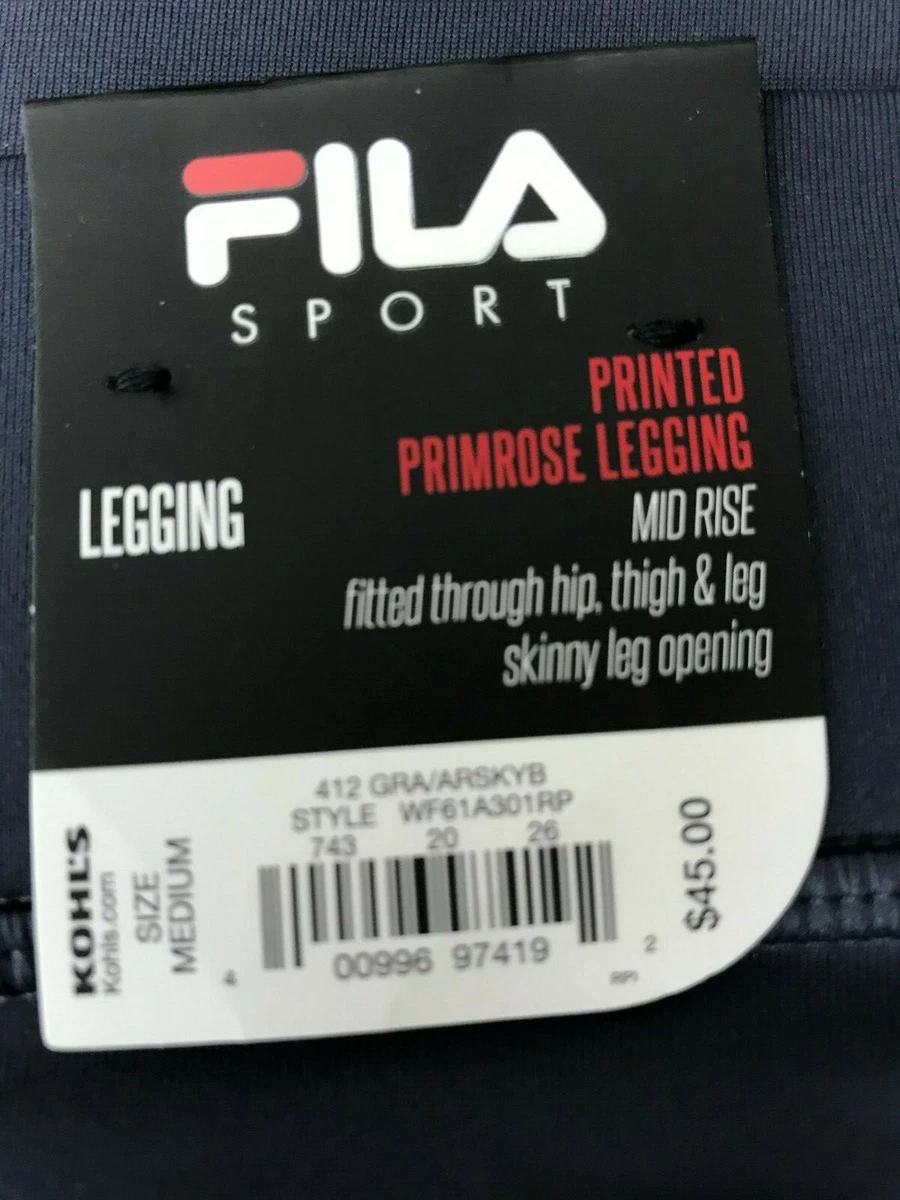 FILA
SPORT
PRINTED
PRIMROSE LEGGING
LEGGING
MID RISE
fitted through hip, thigh & leg
skinny leg opening
412 GRA/ARSKYB
STYLE WF61A301RP
743 20 26
KOHL'S
Kohls.com
SIZE
MEDIUM
$45.00
4 00996 97419 2
RPI